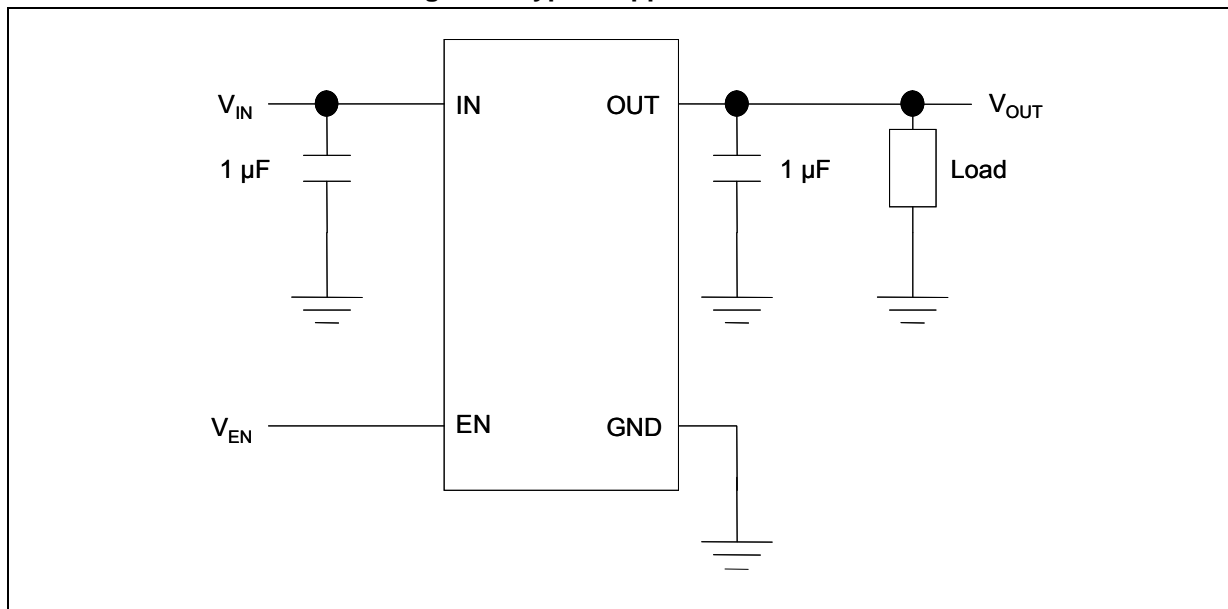 V_IN
IN
OUT
V_OUT
1 µF
1 µF
Load
V_EN
EN
GND